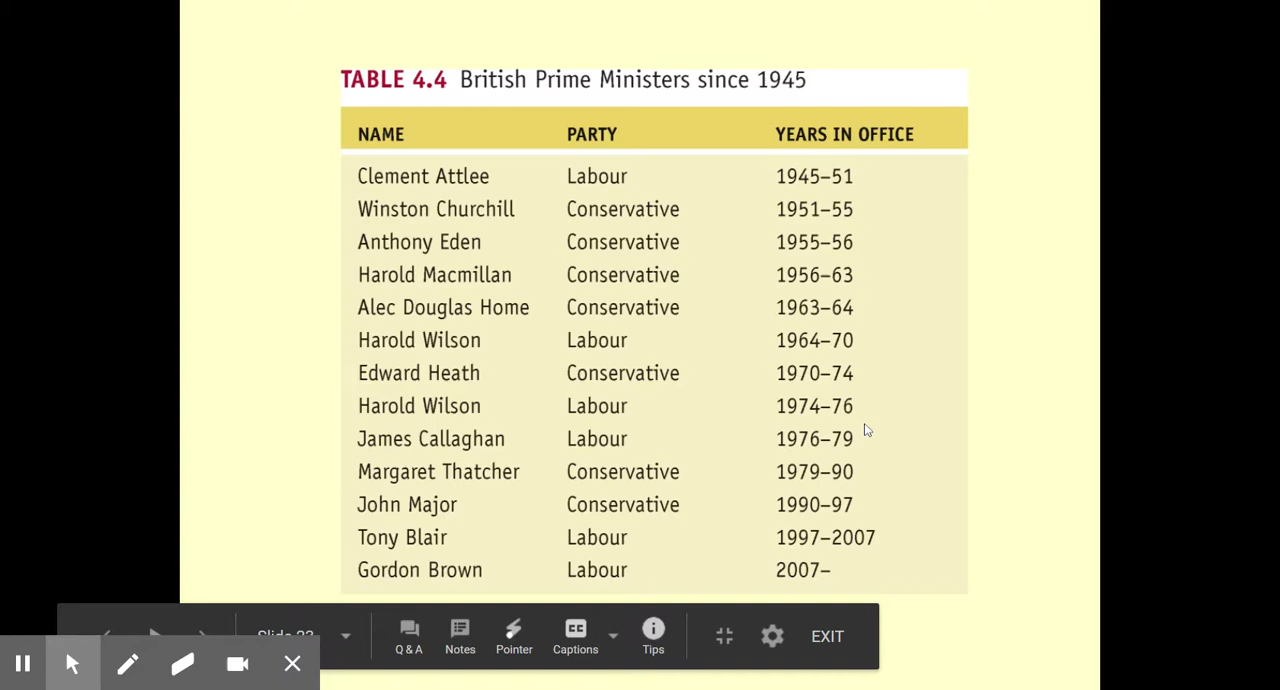 TABLE 4.4 British Prime Ministers since 1945
NAME PARTY YEARS IN OFFICE
Clement Attlee Labour 1945–51
Winston Churchill Conservative 1951–55
Anthony Eden Conservative 1955–56
Harold Macmillan Conservative 1956–63
Alec Douglas Home Conservative 1963–64
Harold Wilson Labour 1964–70
Edward Heath Conservative 1970–74
Harold Wilson Labour 1974–76
James Callaghan Labour 1976–79
Margaret Thatcher Conservative 1979–90
John Major Conservative 1990–97
Tony Blair Labour 1997–2007
Gordon Brown Labour 2007–
Slide EXIT
Q & A Notes Pointer Captions Tips